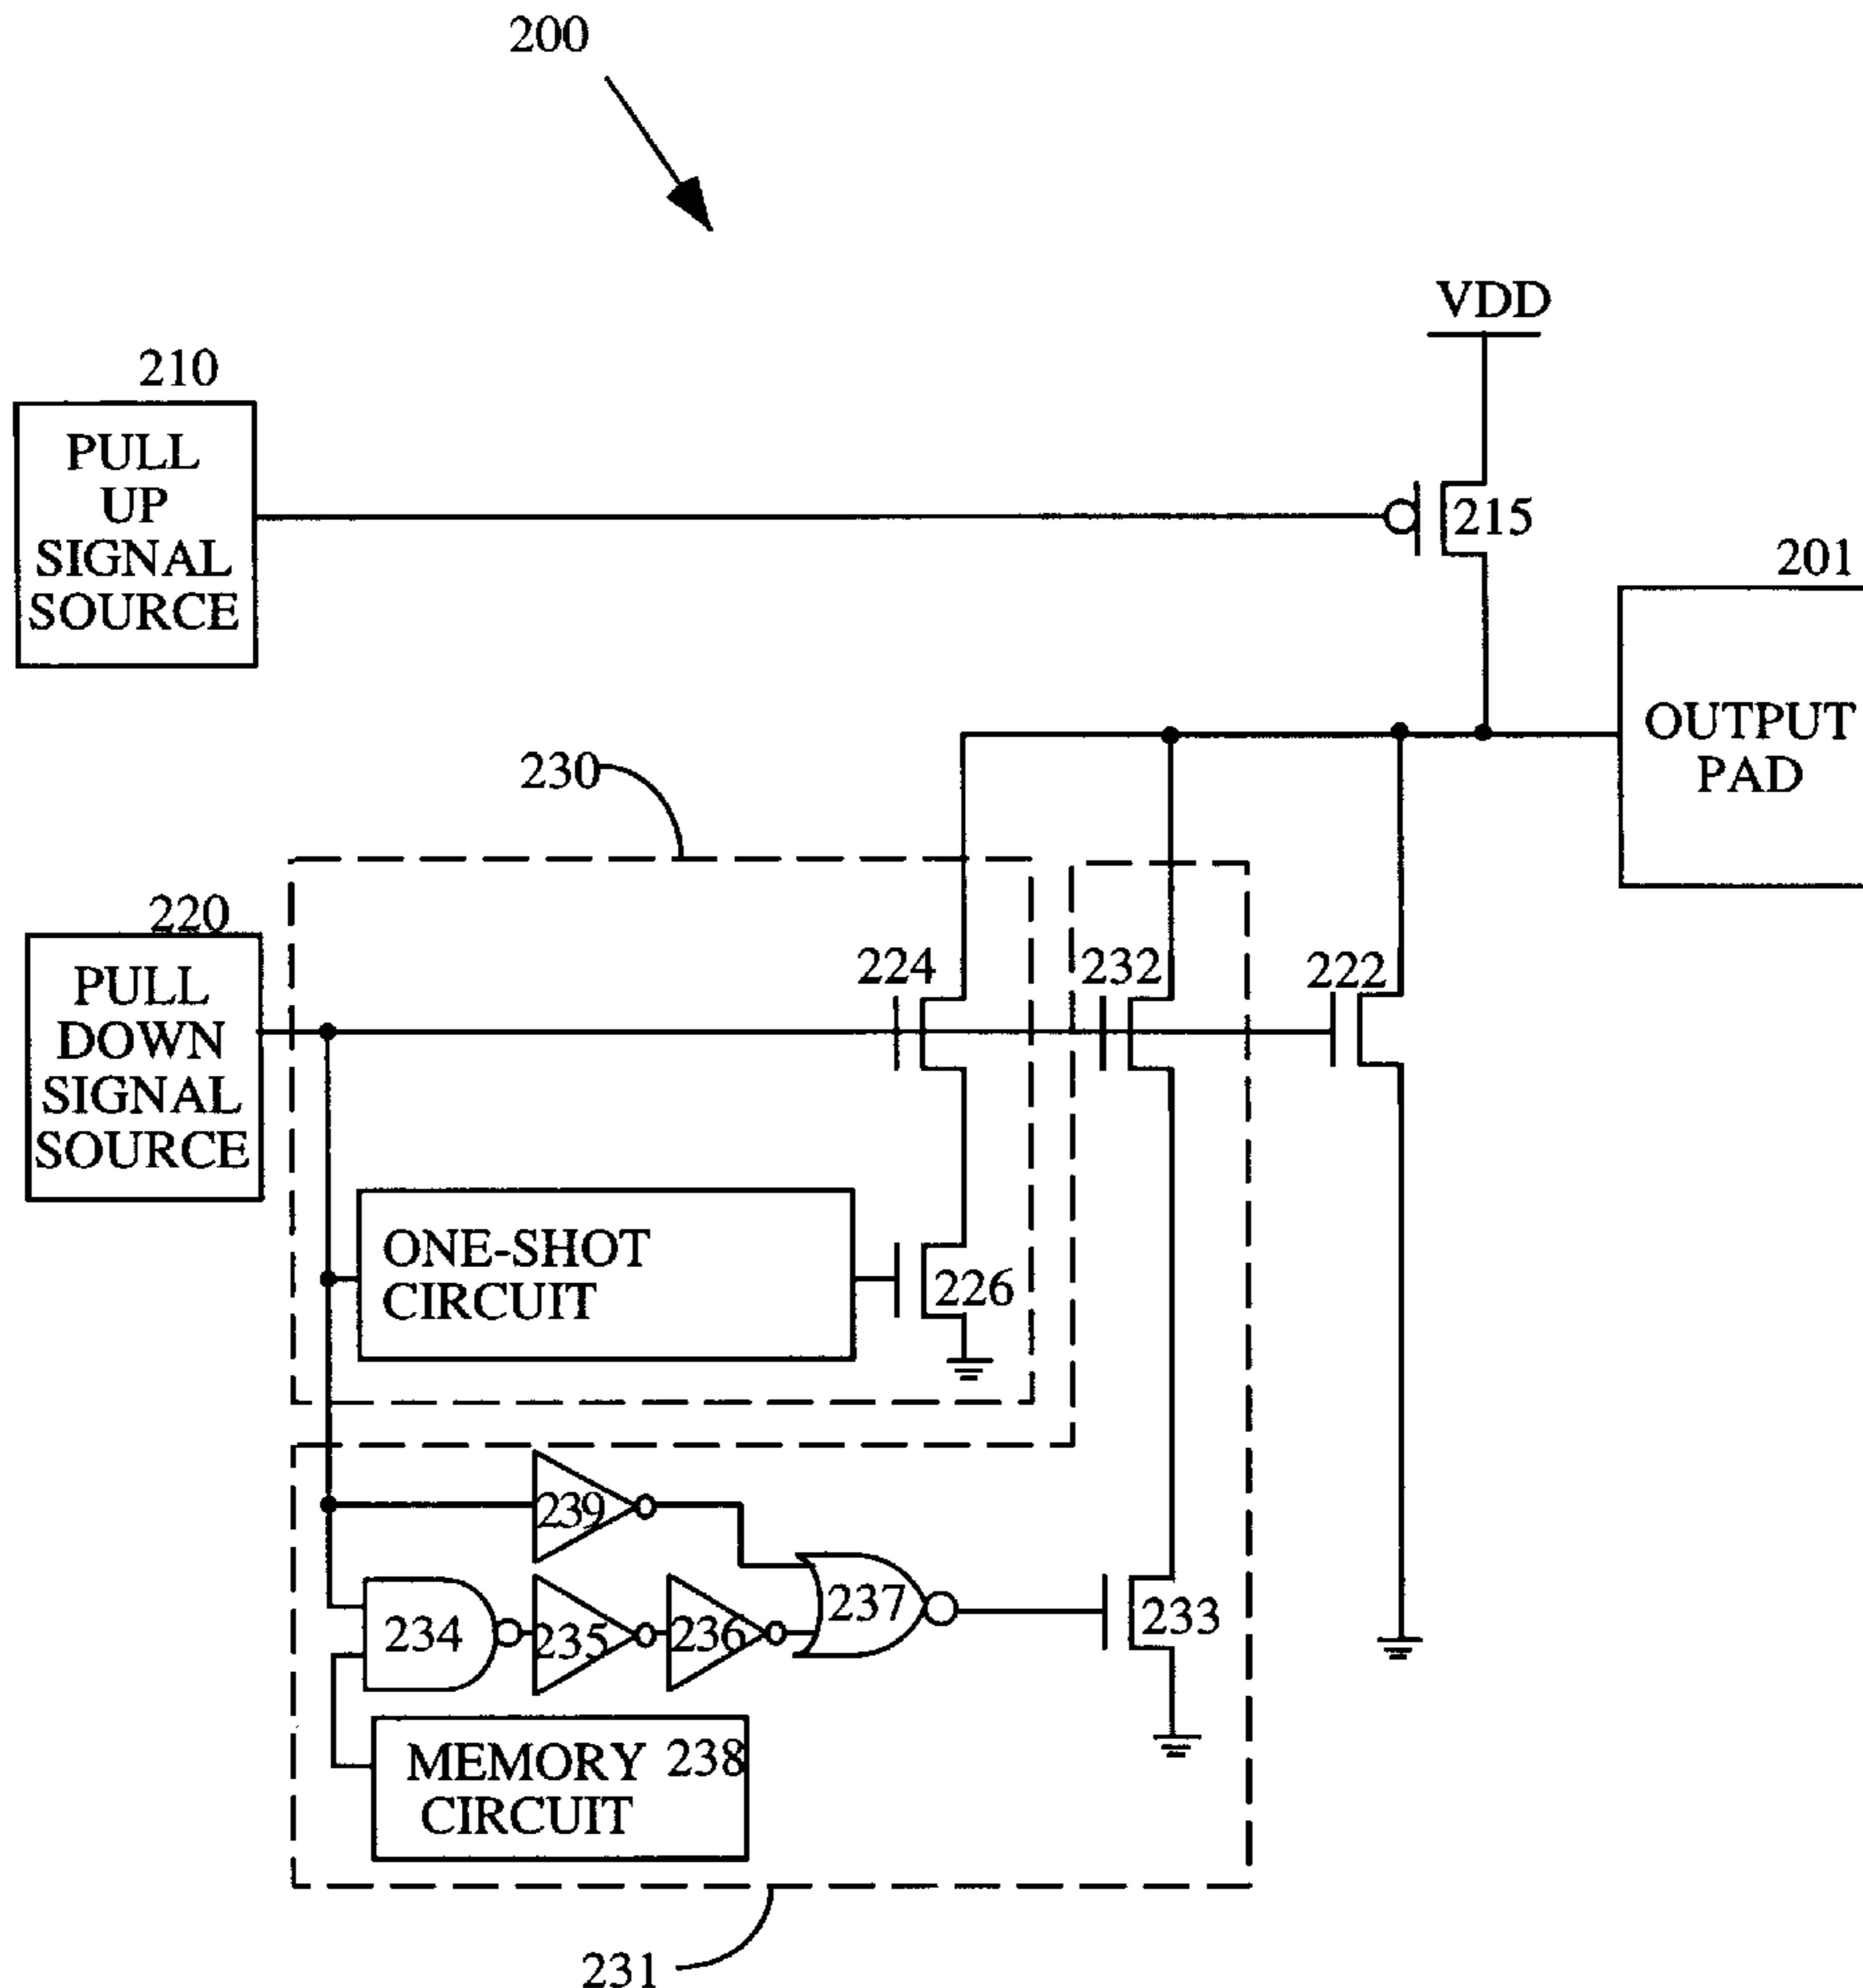 200
VDD
210
PULL
UP
SIGNAL
SOURCE
215
201
OUTPUT
PAD
230
220
PULL
DOWN
SIGNAL
SOURCE
224
232
222
ONE-SHOT
CIRCUIT
226
239
234
235
236
237
233
MEMORY 238
CIRCUIT
231